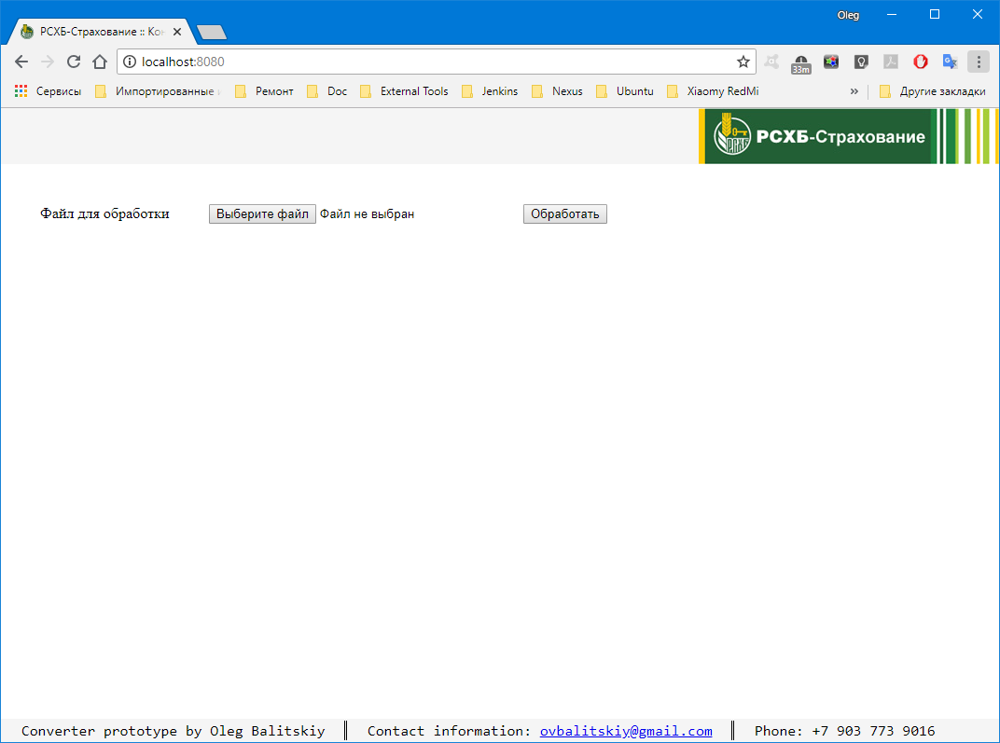 Oleg
РСХБ-Страхование :: Кон
localhost:8080
33m
Сервисы Импортированные Ремонт Doc External Tools Jenkins Nexus Ubuntu Xiaomy RedMi » Другие закладки
РСХБ-Страхование
Файл для обработки Выберите файл Файл не выбран Обработать
Converter prototype by Oleg Balitskiy Contact information: ovbalitskiy@gmail.com Phone: +7 903 773 9016